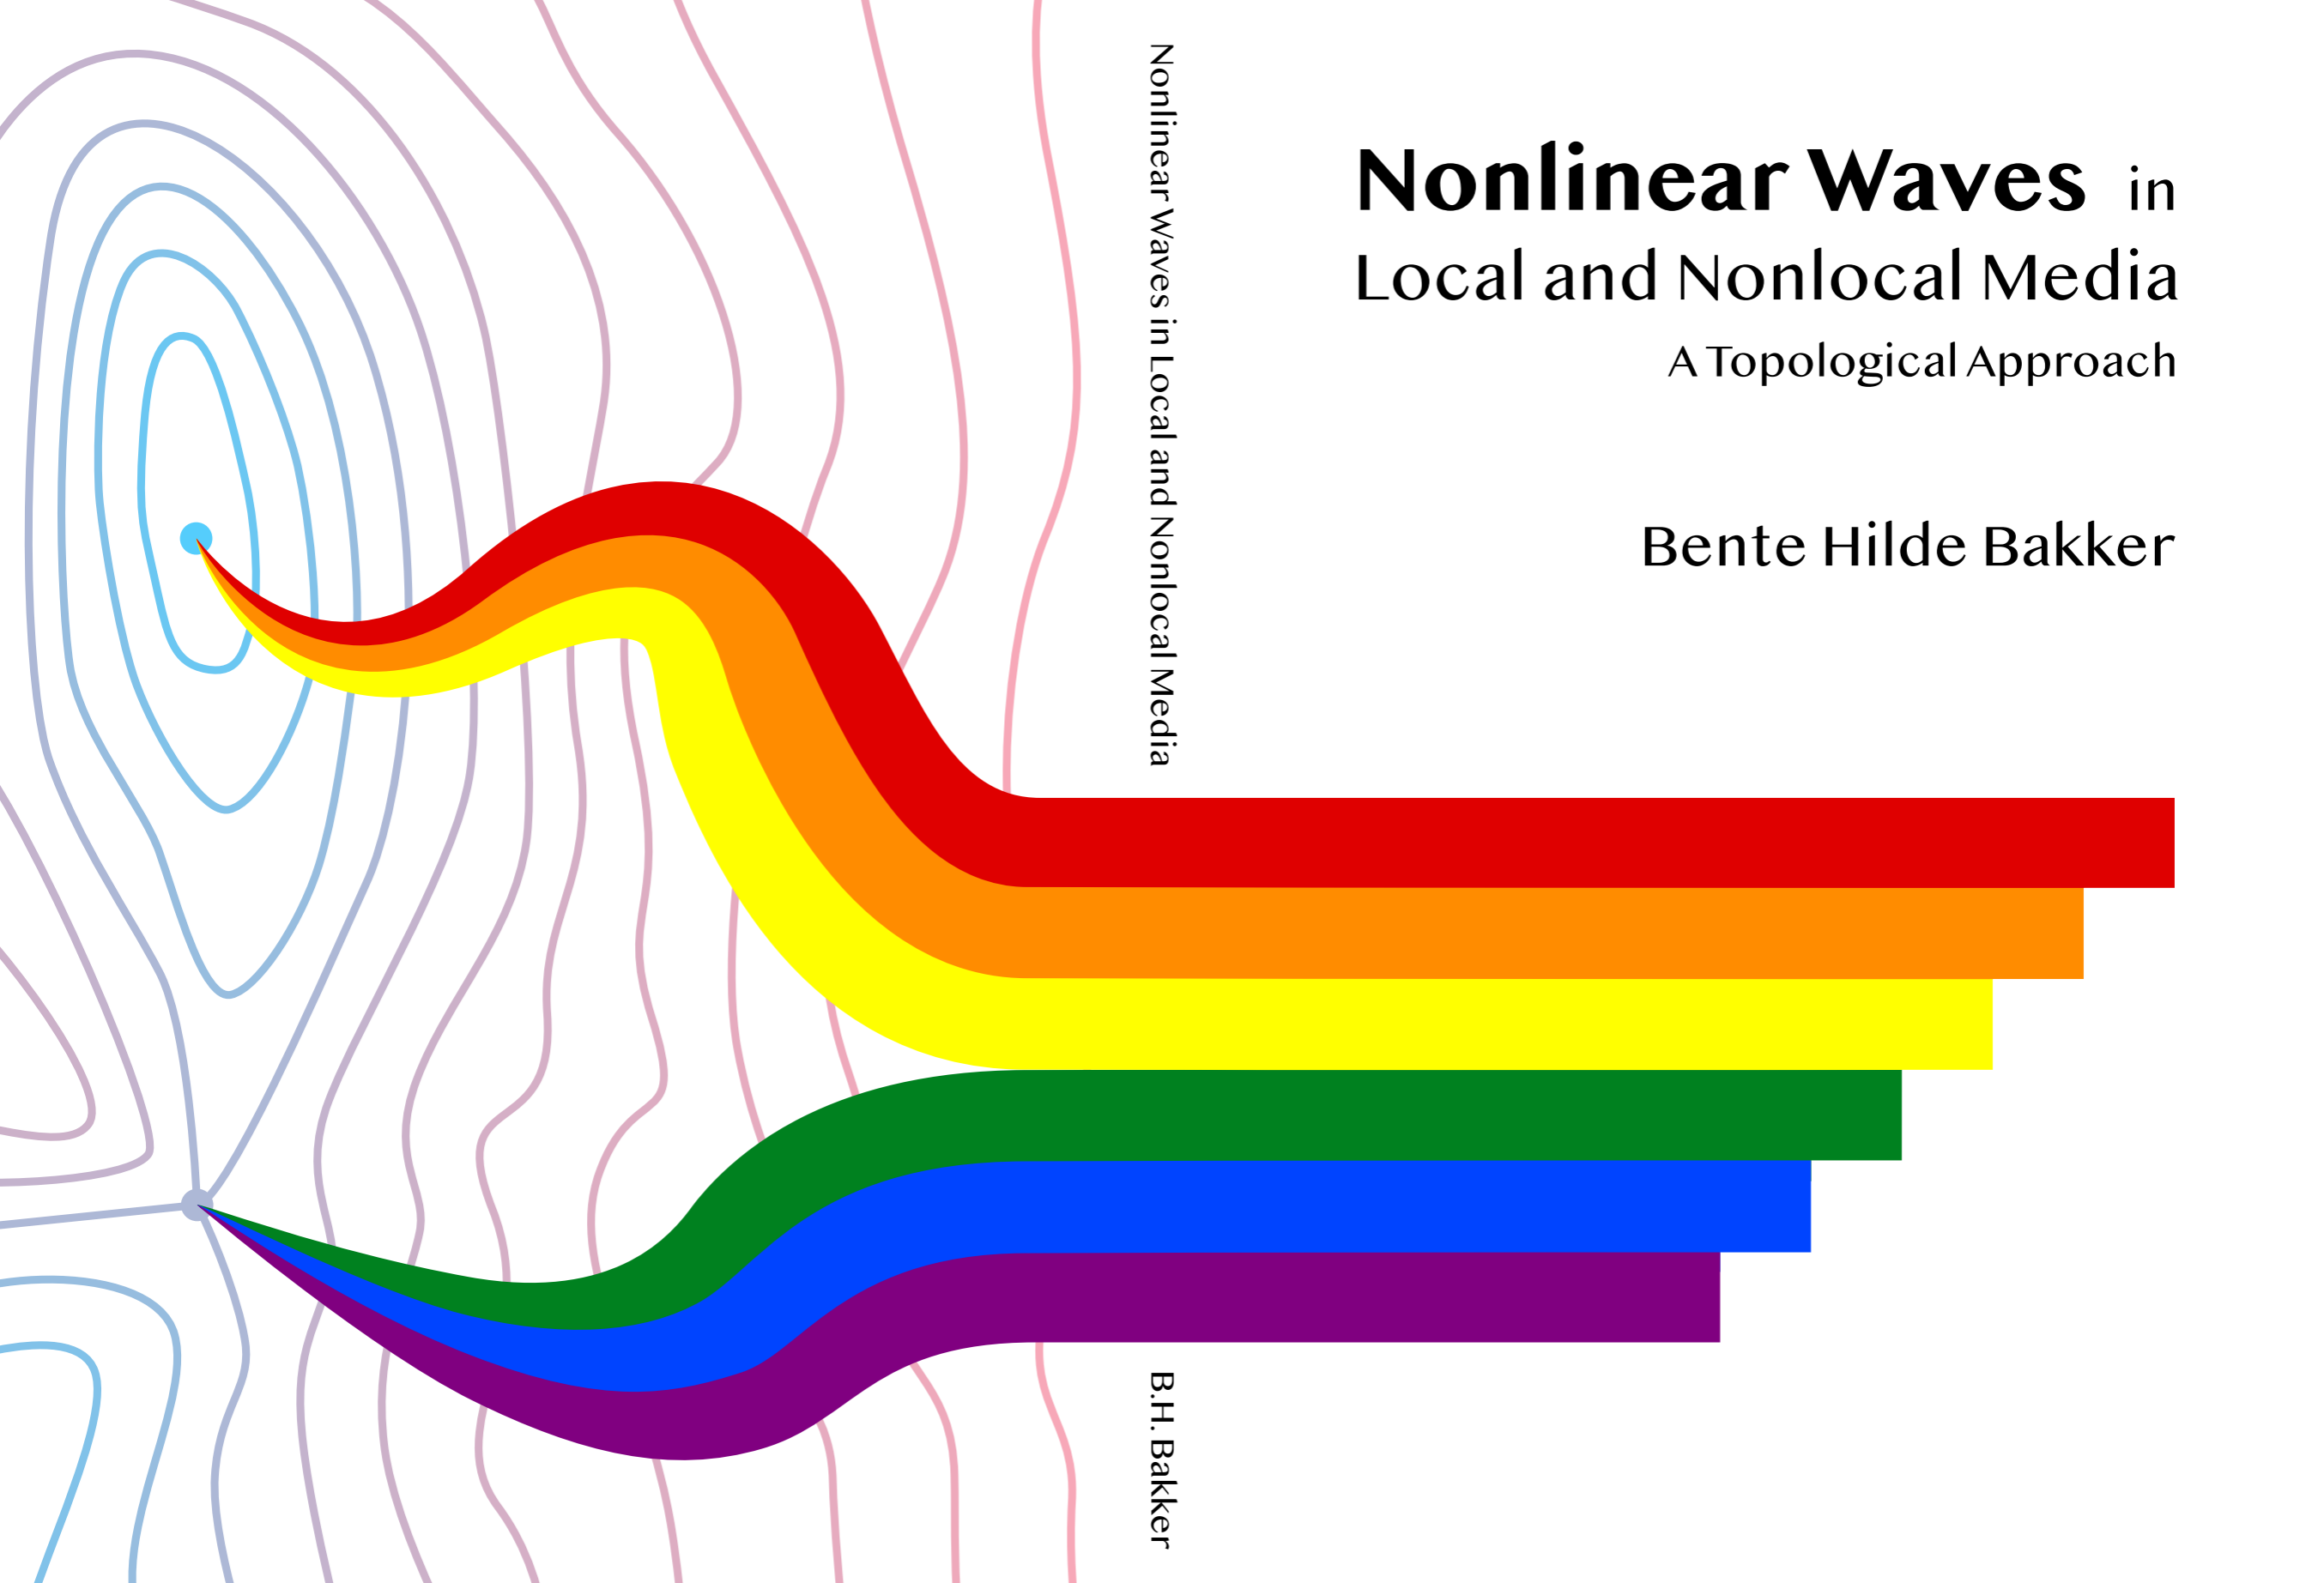 Nonlinear Waves in Local and Nonlocal Media
B.H. Bakker
Nonlinear Waves in
Local and Nonlocal Media
A Topological Approach
Bente Hilde Bakker